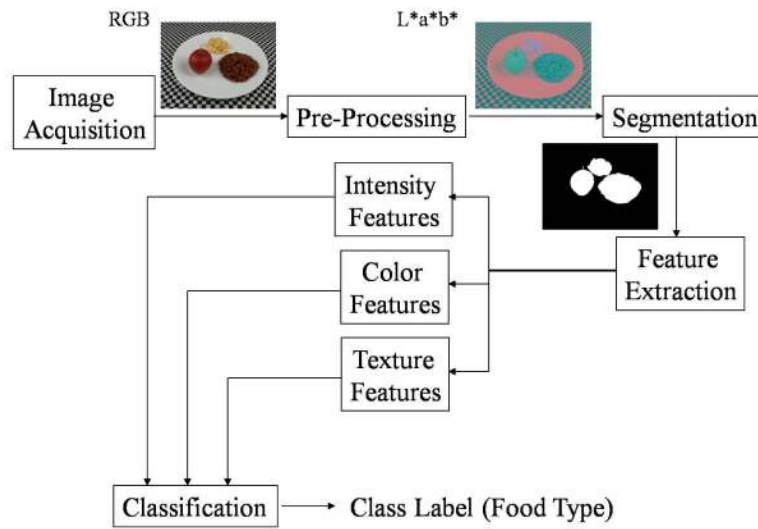 RGB
L*a*b*
Image
Acquisition
Pre-Processing
Segmentation
Intensity
Features
Feature
Extraction
Color
Features
Texture
Features
Classification
Class Label (Food Type)